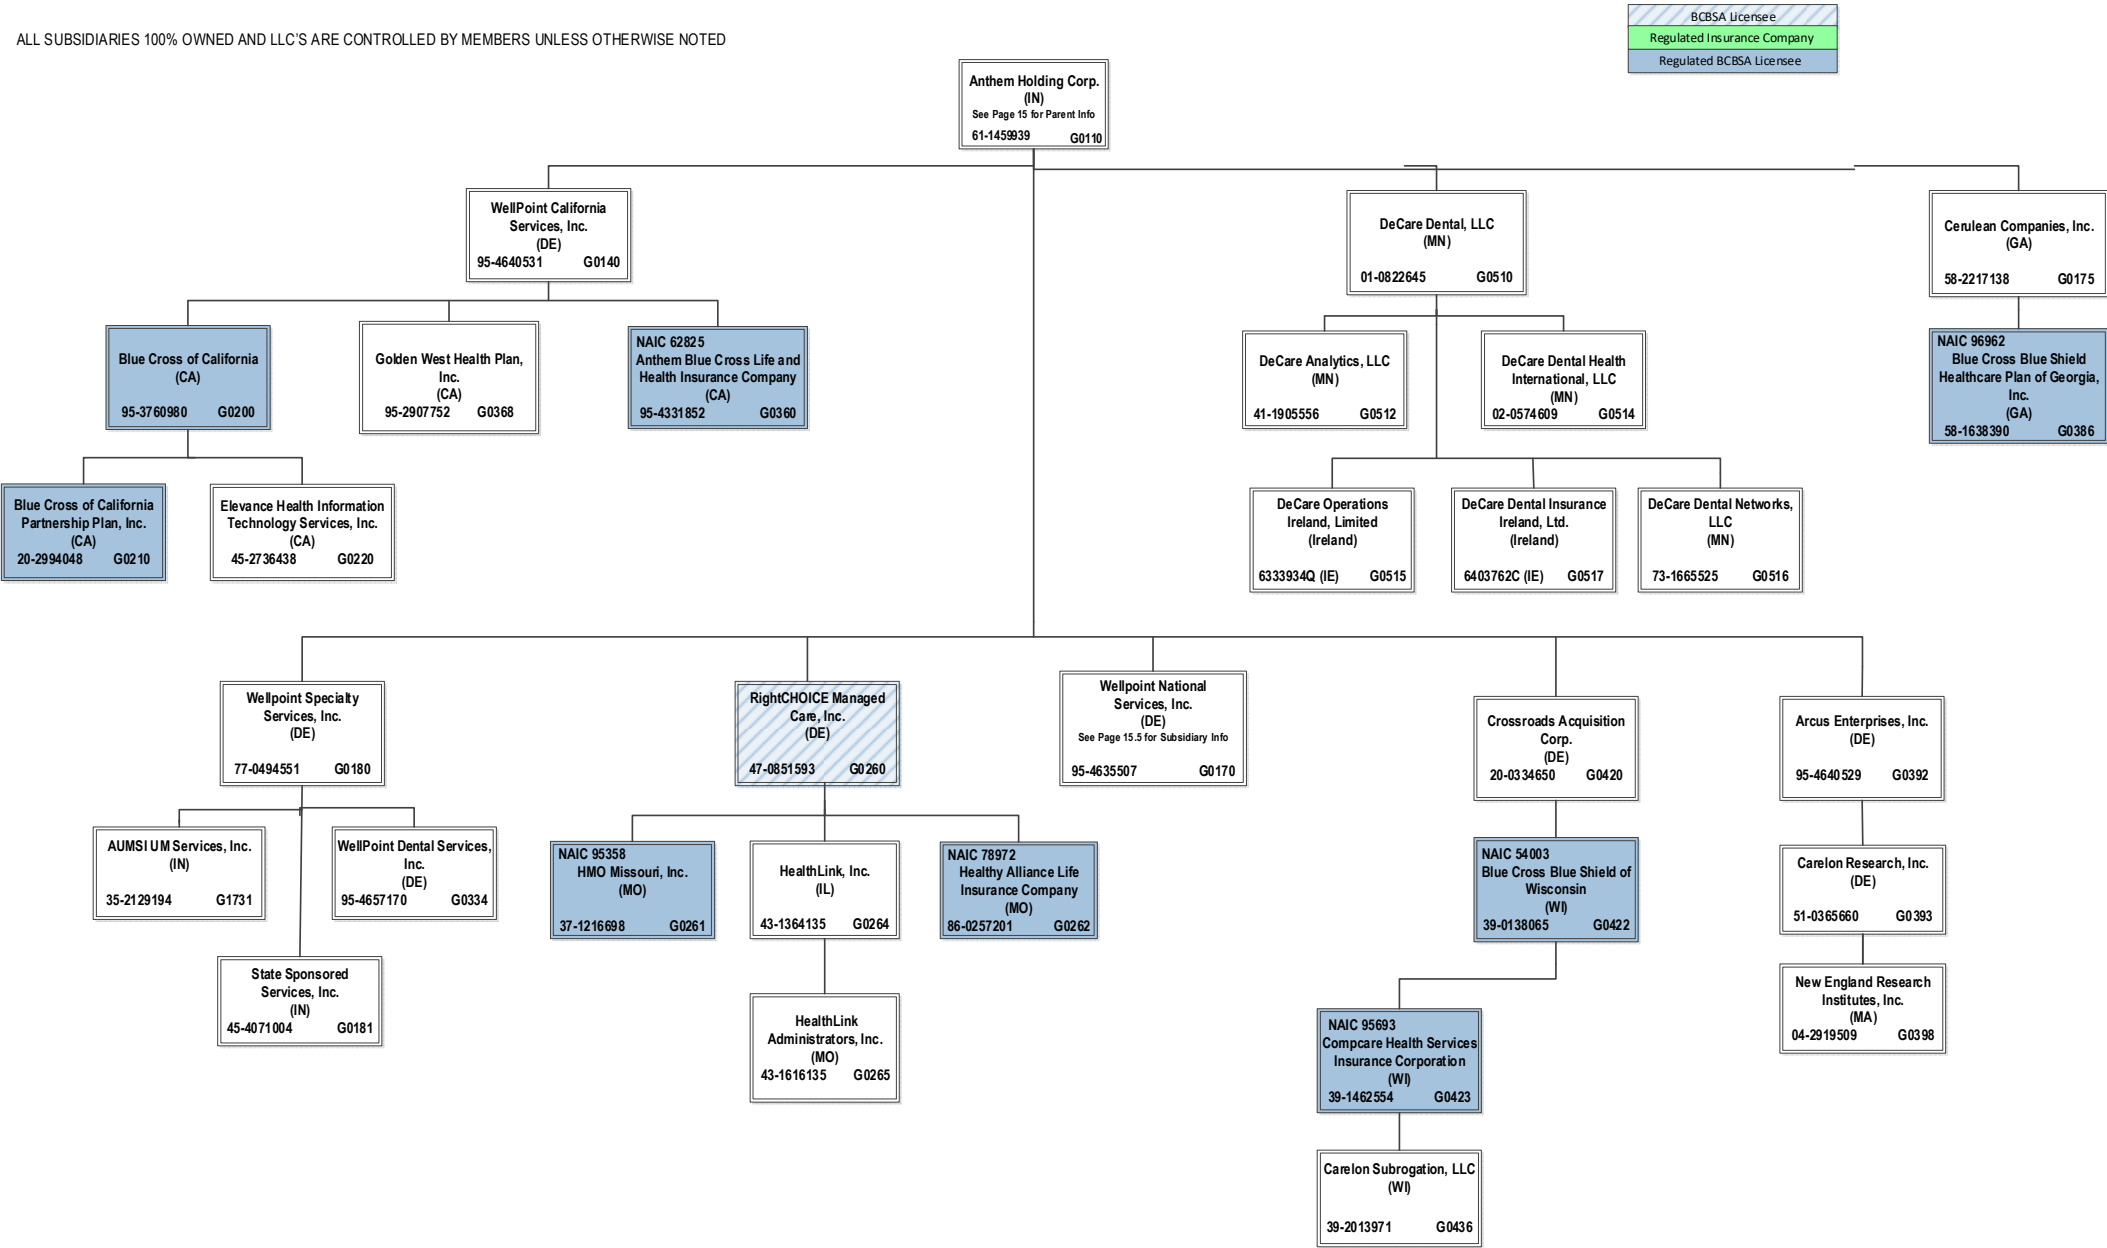 ALL SUBSIDIARIES 100% OWNED AND LLC'S ARE CONTROLLED BY MEMBERS UNLESS OTHERWISE NOTED
BCBSA Licensee
Regulated Insurance Company
Regulated BCBSA Licensee
Anthem Holding Corp.
(IN)
See Page 15 for Parent Info
61-1459939 G0110
WellPoint California
Services, Inc.
(DE)
95-4640531 G0140
DeCare Dental, LLC
(MN)
01-0822645 G0510
Cerulean Companies, Inc.
(GA)
58-2217138 G0175
Blue Cross of California
(CA)
95-3760980 G0200
Golden West Health Plan,
Inc.
(CA)
95-2907752 G0368
NAIC 62825
Anthem Blue Cross Life and
Health Insurance Company
(CA)
95-4331852 G0360
DeCare Analytics, LLC
(MN)
41-1905556 G0512
DeCare Dental Health
International, LLC
(MN)
02-0574609 G0514
NAIC 96962
Blue Cross Blue Shield
Healthcare Plan of Georgia,
Inc.
(GA)
58-1638390 G0386
Blue Cross of California
Partnership Plan, Inc.
(CA)
20-2994048 G0210
Elevance Health Information
Technology Services, Inc.
(CA)
45-2736438 G0220
DeCare Operations
Ireland, Limited
(Ireland)
6333934Q (IE) G0515
DeCare Dental Insurance
Ireland, Ltd.
(Ireland)
6403762C (IE) G0517
DeCare Dental Networks,
LLC
(MN)
73-1665525 G0516
Wellpoint Specialty
Services, Inc.
(DE)
77-0494551 G0180
RightCHOICE Managed
Care, Inc.
(DE)
47-0851593 G0260
Wellpoint National
Services, Inc.
(DE)
See Page 15.5 for Subsidiary Info
95-4635507 G0170
Crossroads Acquisition
Corp.
(DE)
20-0334650 G0420
Arcus Enterprises, Inc.
(DE)
95-4640529 G0392
AUMSI UM Services, Inc.
(IN)
35-2129194 G1731
WellPoint Dental Services,
Inc.
(DE)
95-4657170 G0334
NAIC 95358
HMO Missouri, Inc.
(MO)
37-1216698 G0261
HealthLink, Inc.
(IL)
43-1364135 G0264
NAIC 78972
Healthy Alliance Life
Insurance Company
(MO)
86-0257201 G0262
NAIC 54003
Blue Cross Blue Shield of
Wisconsin
(WI)
39-0138065 G0422
Carelon Research, Inc.
(DE)
51-0365660 G0393
State Sponsored
Services, Inc.
(IN)
45-4071004 G0181
HealthLink
Administrators, Inc.
(MO)
43-1616135 G0265
NAIC 95693
Compcare Health Services
Insurance Corporation
(WI)
39-1462554 G0423
New England Research
Institutes, Inc.
(MA)
04-2919509 G0398
Carelon Subrogation, LLC
(WI)
39-2013971 G0436